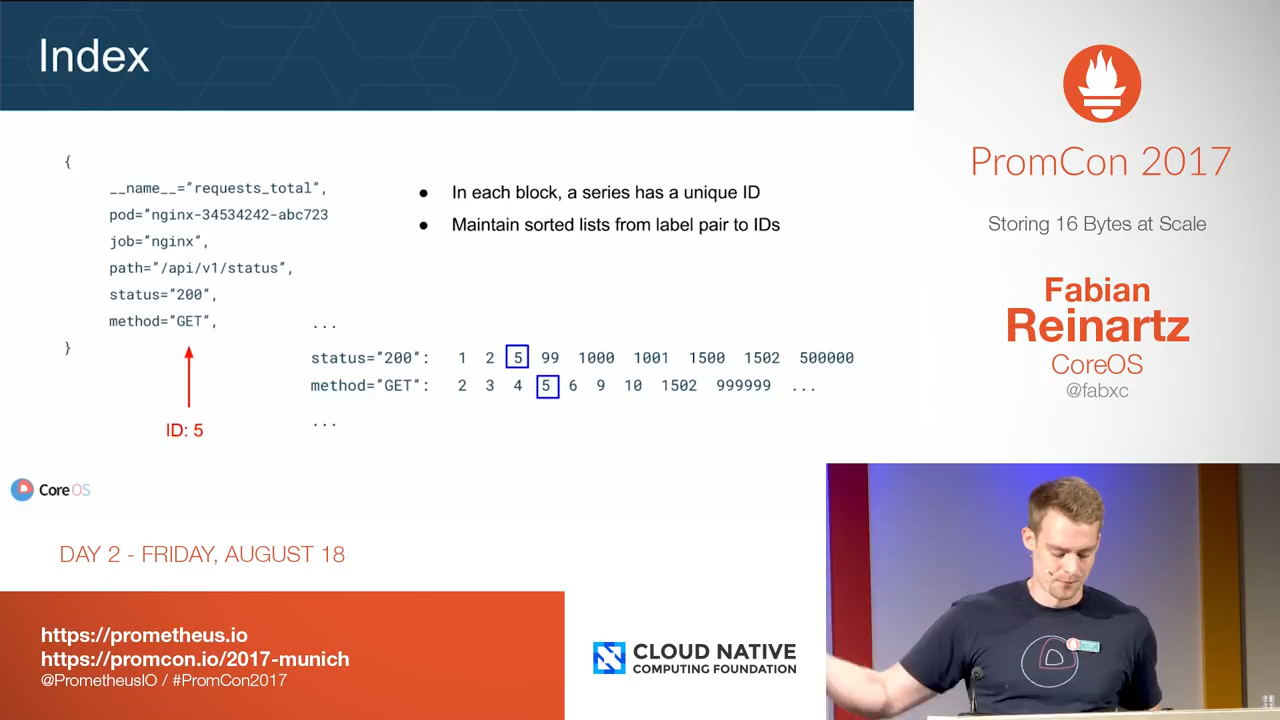 Index
{
__name__="requests_total",
pod="nginx-34534242-abc723
job="nginx",
path="/api/v1/status",
status="200",
method="GET",
}
ID: 5
● In each block, a series has a unique ID
● Maintain sorted lists from label pair to IDs
...
status="200": 1 2 5 99 1000 1001 1500 1502 500000
method="GET": 2 3 4 5 6 9 10 1502 999999 ...
...
CoreOS
PromCon 2017
Storing 16 Bytes at Scale
Fabian
Reinartz
CoreOS
@fabxc
DAY 2 - FRIDAY, AUGUST 18
https://prometheus.io
https://promcon.io/2017-munich
@PrometheusIO / #PromCon2017
CLOUD NATIVE
COMPUTING FOUNDATION